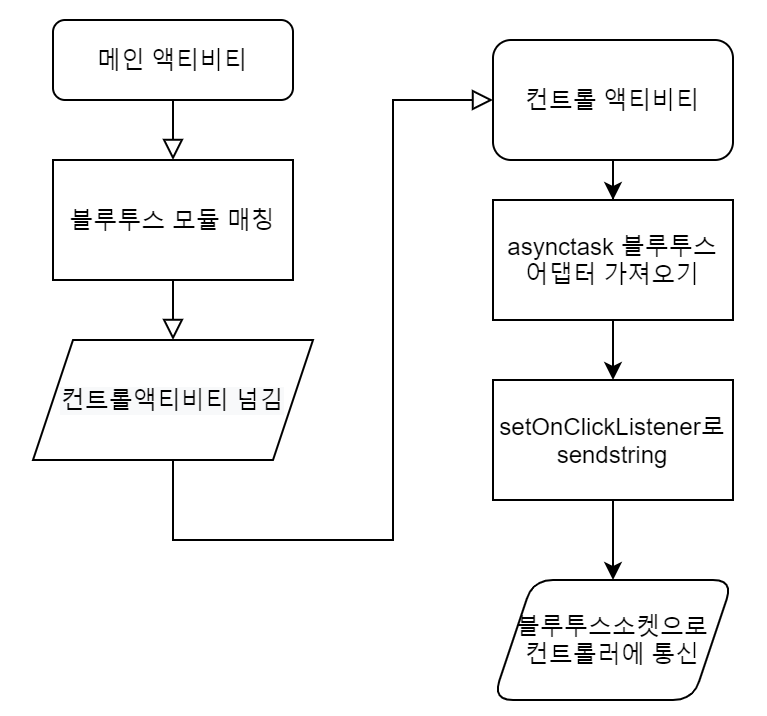 메인 액티비티
블루투스 모듈 매칭
컨트롤액티비티 넘김
컨트롤 액티비티
asynctask 블루투스
어댑터 가져오기
setOnClickListener로
sendstring
블루투스소켓으로
컨트롤러에 통신